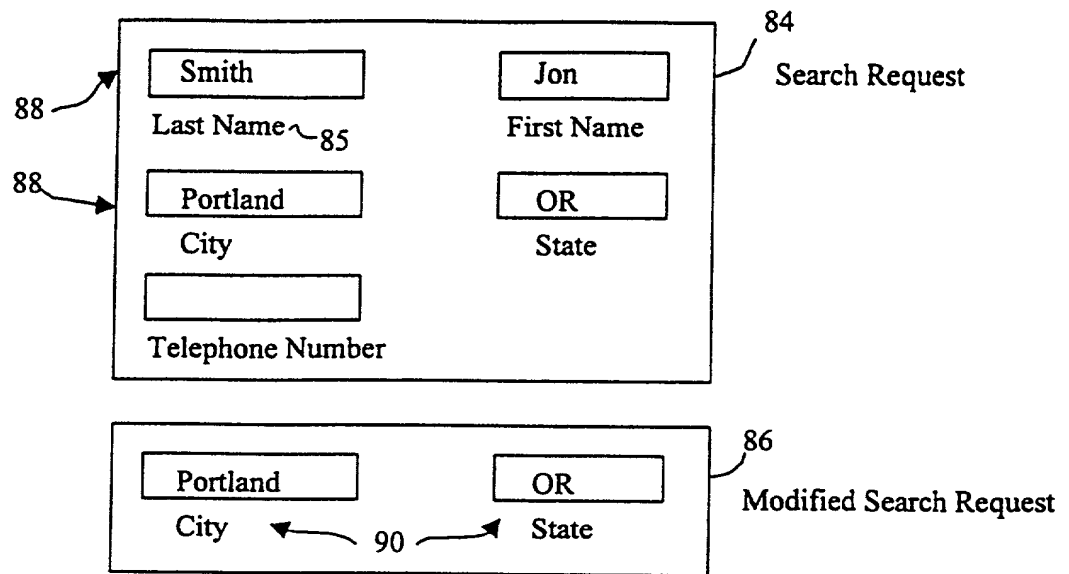 84
Smith Jon Search Request
88
Last Name 85 First Name
88
Portland OR
City State
Telephone Number
86
Portland OR
Modified Search Request
City 90 State